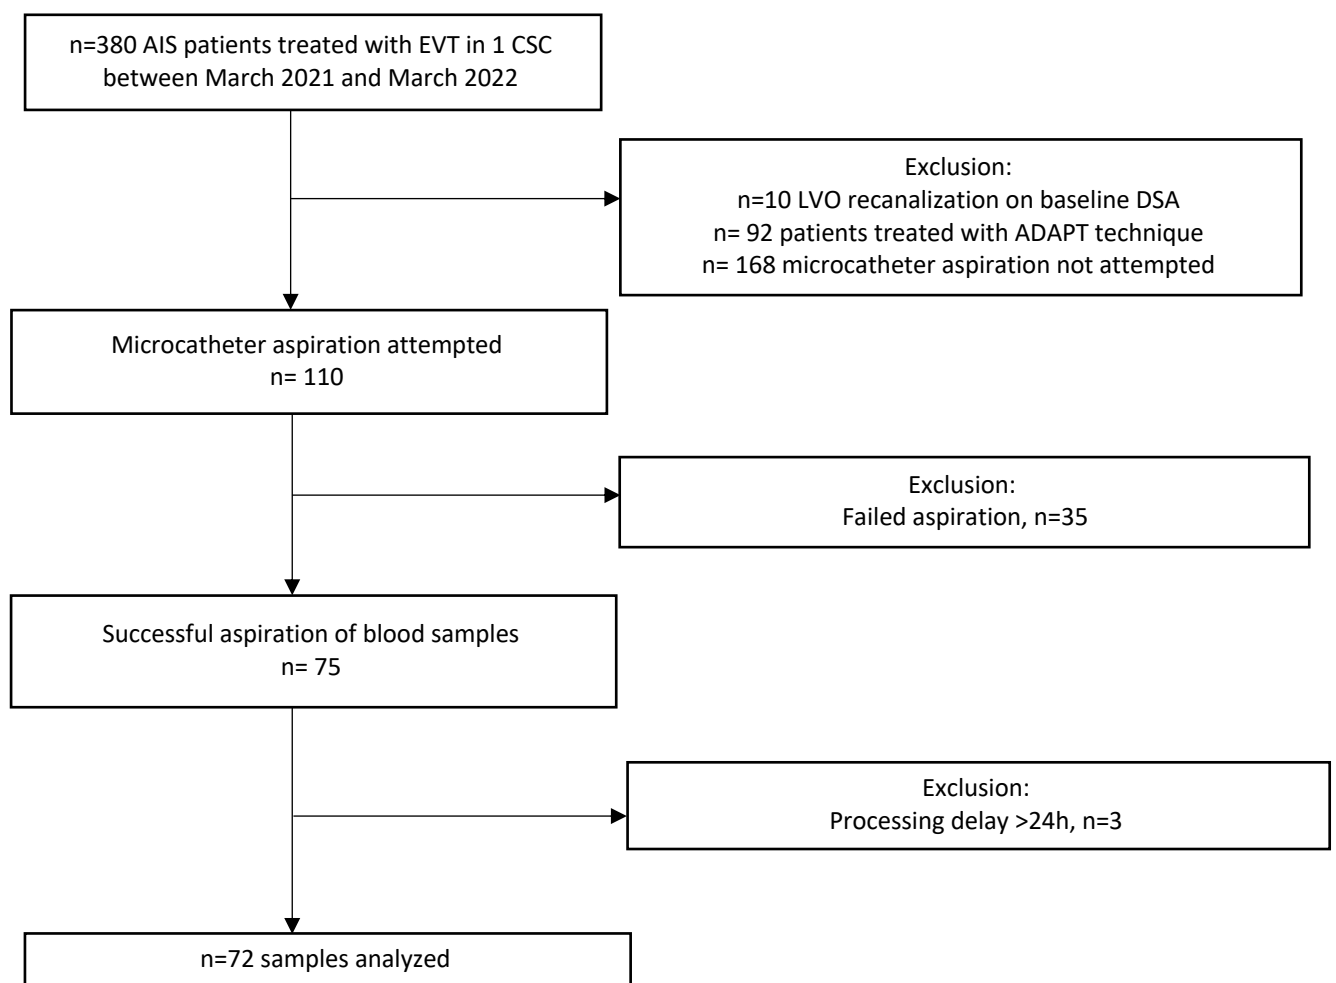 n=380 AIS patients treated with EVT in 1 CSC
between March 2021 and March 2022
Exclusion:
n=10 LVO recanalization on baseline DSA
n= 92 patients treated with ADAPT technique
n= 168 microcatheter aspiration not attempted
Microcatheter aspiration attempted
n= 110
Exclusion:
Failed aspiration, n=35
Successful aspiration of blood samples
n= 75
Exclusion:
Processing delay >24h, n=3
n=72 samples analyzed